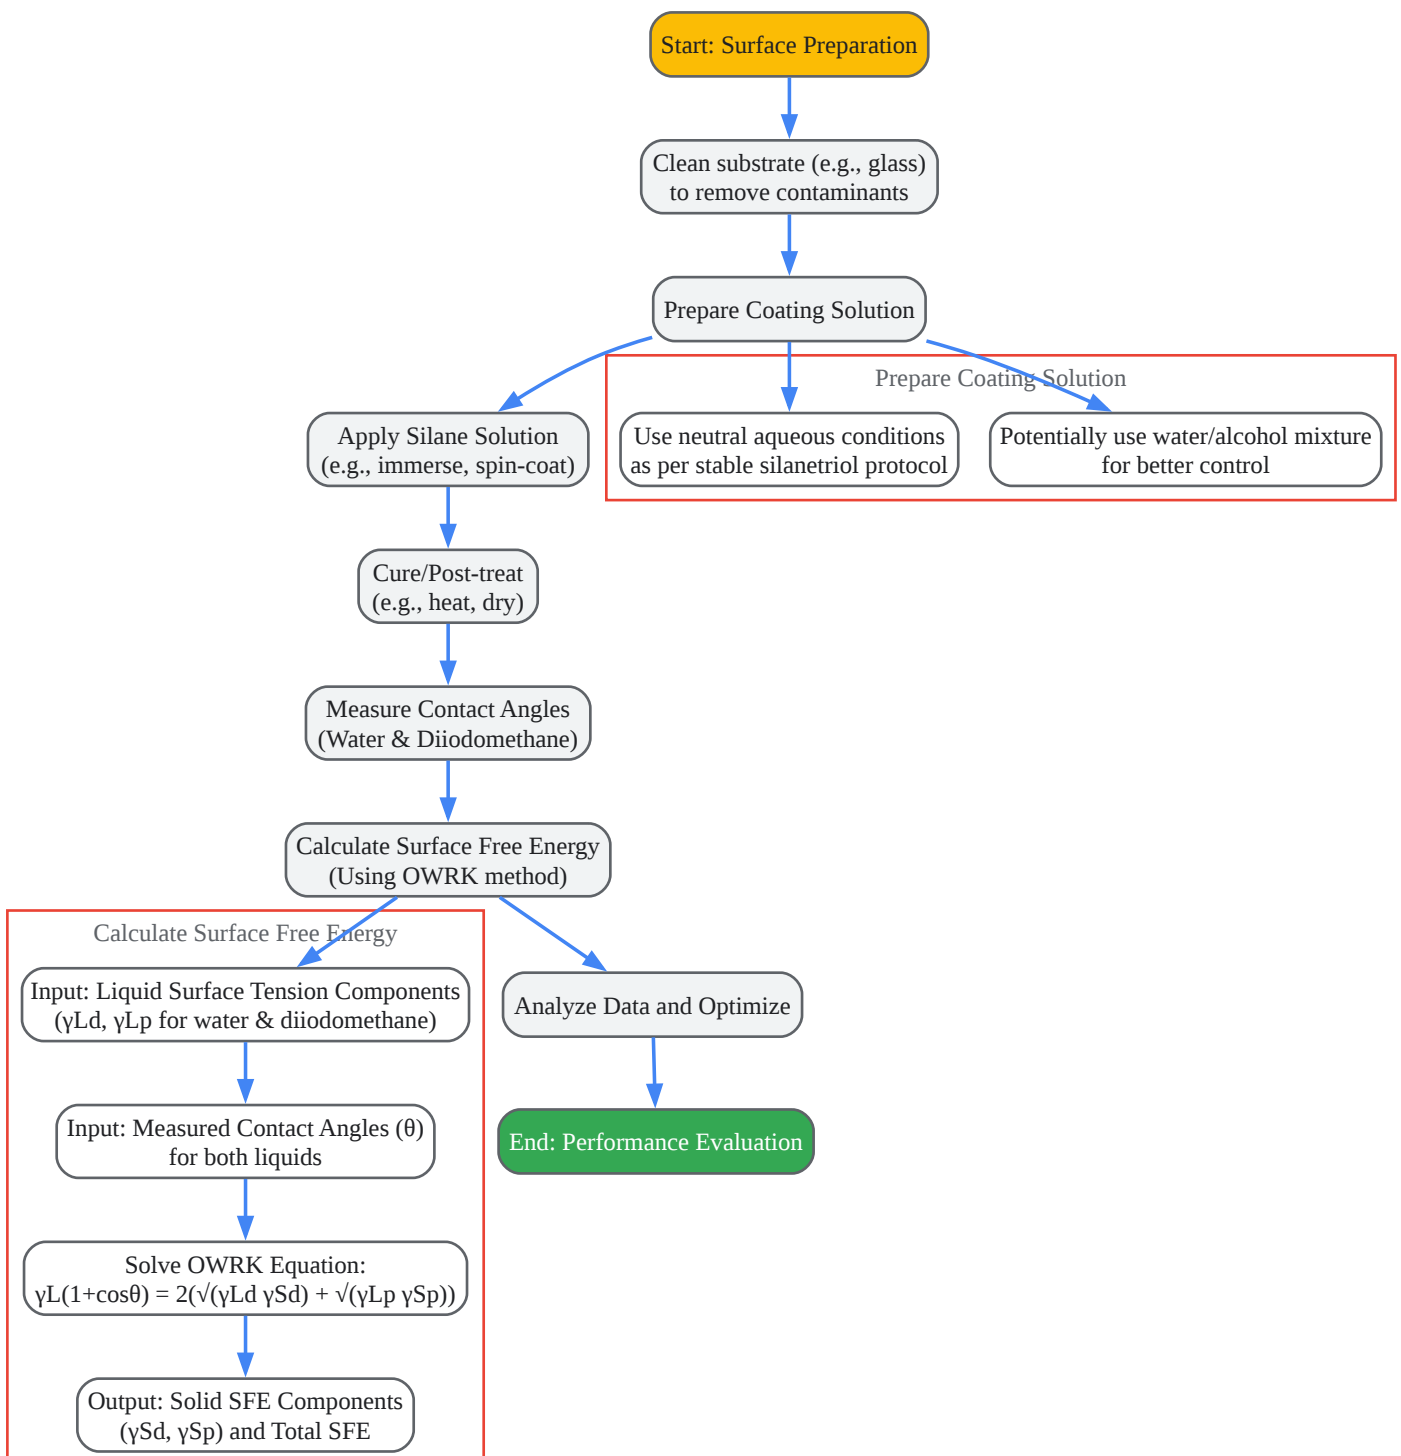 Start: Surface Preparation
Clean substrate (e.g., glass)
to remove contaminants
Prepare Coating Solution
Prepare Coating Solution
Apply Silane Solution
(e.g., immerse, spin-coat)
Use neutral aqueous conditions
as per stable silanetriol protocol
Potentially use water/alcohol mixture
for better control
Cure/Post-treat
(e.g., heat, dry)
Measure Contact Angles
(Water & Diiodomethane)
Calculate Surface Free Energy
(Using OWRK method)
Calculate Surface Free Energy
Input: Liquid Surface Tension Components
(γLd, γLp for water & diiodomethane)
Analyze Data and Optimize
Input: Measured Contact Angles (θ)
for both liquids
End: Performance Evaluation
Solve OWRK Equation:
γL(1+cosθ) = 2(√(γLd γSd) + √(γLp γSp))
Output: Solid SFE Components
(γSd, γSp) and Total SFE